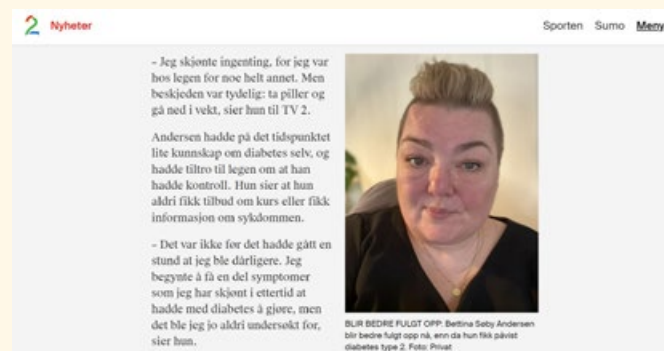 2 Nyheter
Sporten Sumo Meny
– Jeg skjønte ingenting, for jeg var
hos legen for noe helt annet. Men
beskjeden var tydelig: ta piller og
gå ned i vekt, sier hun til TV 2.
Andersen hadde på det tidspunktet
lite kunnskap om diabetes selv, og
hadde tiltro til legen om at han
hadde kontroll. Hun sier at hun
aldri fikk tilbud om kurs eller fikk
informasjon om sykdommen.
– Det var ikke før det hadde gått en
stund at jeg ble dårligere. Jeg
begynte å få en del symptomer
som jeg har skjønt i ettertid at
hadde med diabetes å gjøre, men
det ble jeg jo aldri undersøkt for,
sier hun.
BLIR BEDRE FULGT OPP: Bettina Søby Andersen
blir bedre fulgt opp nå, enn da hun fikk påvist
diabetes type 2. Foto: Privat